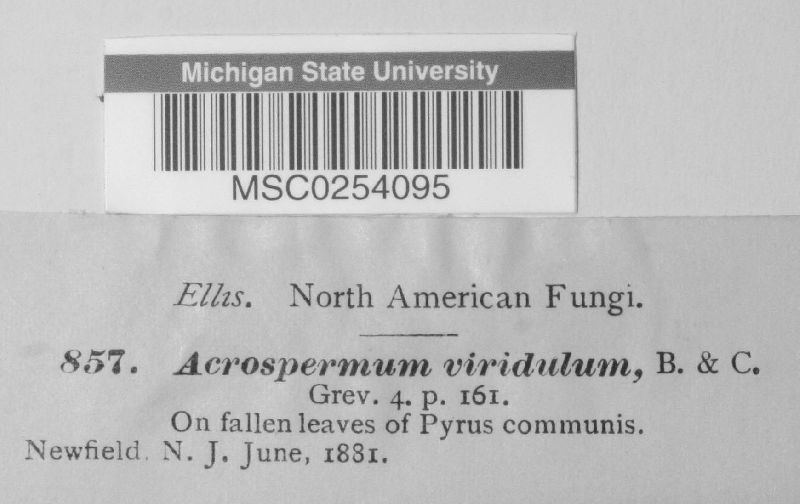 Michigan State University
MSC0254095
Ellis. North American Fungi.
857. Acrospermum viridulum, B. & C.
Grev. 4. p. 161.
On fallen leaves of Pyrus communis.
Newfield. N. J. June, 1881.